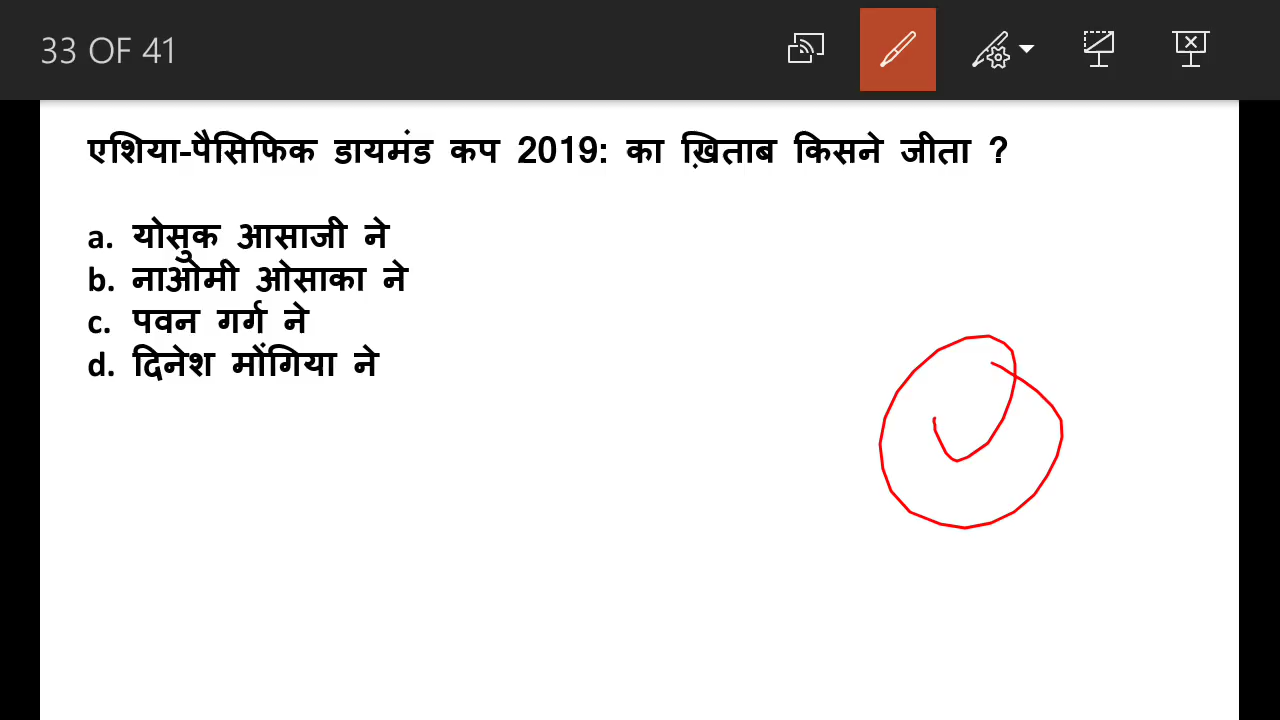 33 OF 41
एशिया-पैसिफिक डायमंड कप 2019: का ख़िताब किसने जीता ?
a. योसुक आसाजी ने
b. नाओमी ओसाका ने
c. पवन गर्ग ने
d. दिनेश मोंगिया ने